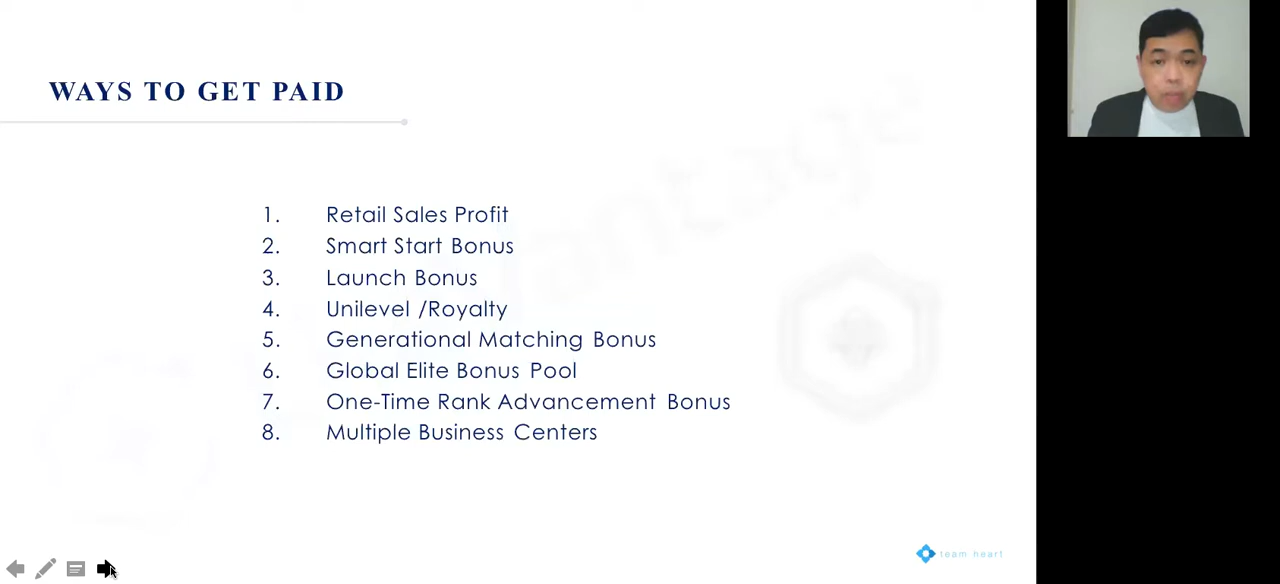 WAYS TO GET PAID
1. Retail Sales Profit
2. Smart Start Bonus
3. Launch Bonus
4. Unilevel /Royalty
5. Generational Matching Bonus
6. Global Elite Bonus Pool
7. One-Time Rank Advancement Bonus
8. Multiple Business Centers
team heart